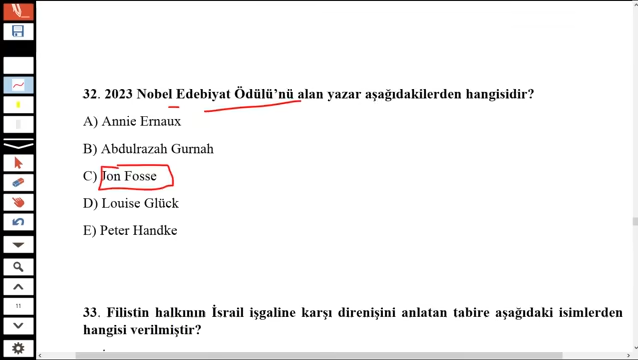 32. 2023 Nobel Edebiyat Ödülü'nü alan yazar aşağıdakilerden hangisidir?
A) Annie Ernaux
B) Abdulrazah Gurnah
C) Jon Fosse
D) Louise Glück
E) Peter Handke
33. Filistin halkının İsrail işgaline karşı direnişini anlatan tabire aşağıdaki isimlerden
hangisi verilmiştir?
11